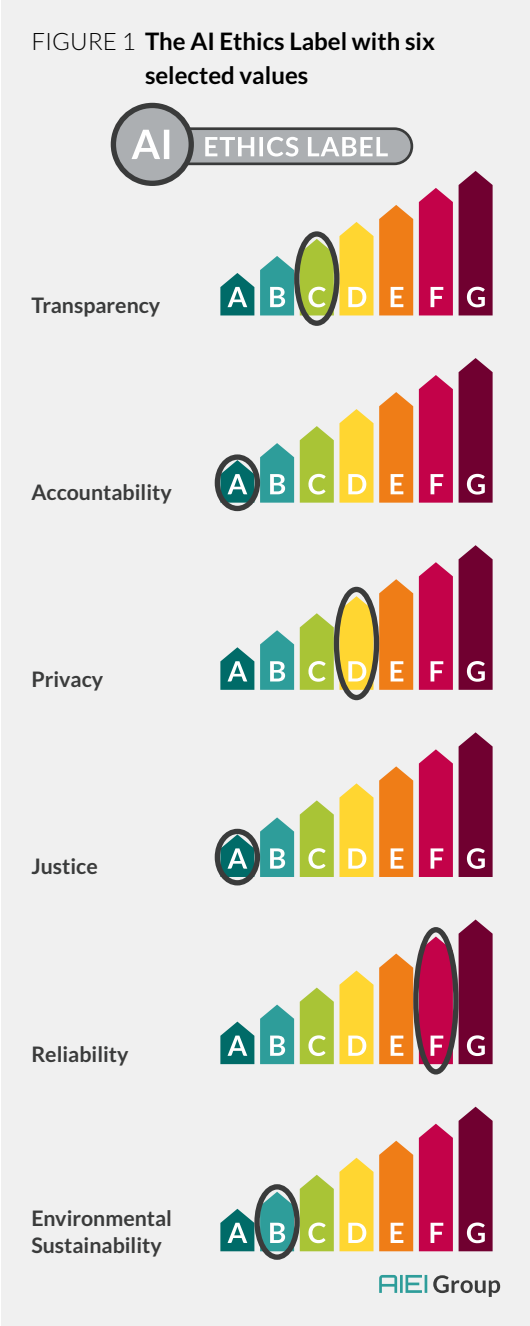 FIGURE 1 The AI Ethics Label with six
selected values
AI ETHICS LABEL
Transparency A B C D E F G
Accountability A B C D E F G
Privacy A B C D E F G
Justice A B C D E F G
Reliability A B C D E F G
Environmental
Sustainability A B C D E F G
AIEI Group